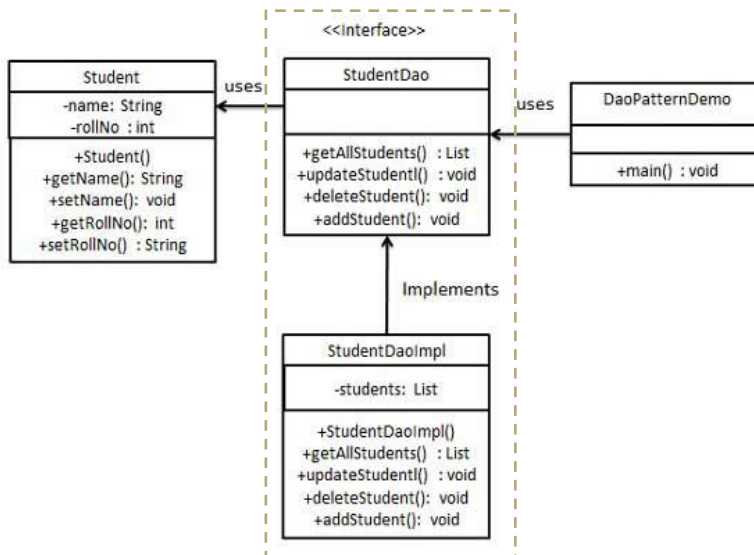 <<Interface>>
Student
-name: String
-rollNo : int
+Student()
+getName(): String
+setName(): void
+getRollNo(): int
+setRollNo() : String
uses
StudentDao
+getAllStudents() : List
+updateStudentl() : void
+deleteStudent(): void
+addStudent(): void
uses
DaoPatternDemo
+main() : void
Implements
StudentDaoImpl
-students: List
+StudentDaoImpl()
+getAllStudents() : List
+updateStudentl() : void
+deleteStudent(): void
+addStudent(): void